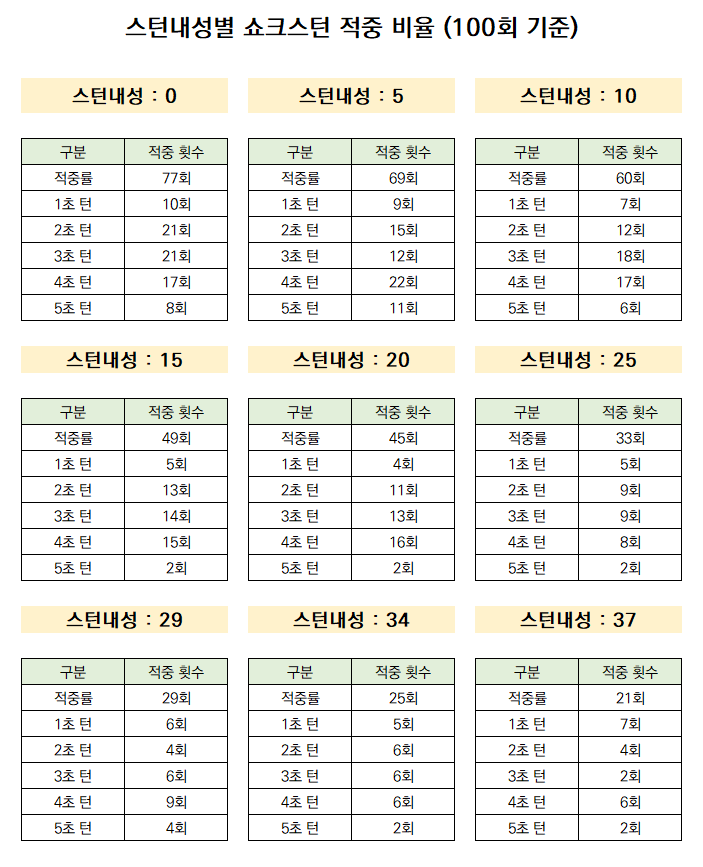 스턴내성별 쇼크스턴 적중 비율 (100회 기준)
스턴내성 : 0 스턴내성 : 5 스턴내성 : 10
구분 적중 횟수 구분 적중 횟수 구분 적중 횟수
적중률 77회 적중률 69회 적중률 60회
1초 턴 10회 1초 턴 9회 1초 턴 7회
2초 턴 21회 2초 턴 15회 2초 턴 12회
3초 턴 21회 3초 턴 12회 3초 턴 18회
4초 턴 17회 4초 턴 22회 4초 턴 17회
5초 턴 8회 5초 턴 11회 5초 턴 6회
스턴내성 : 15 스턴내성 : 20 스턴내성 : 25
구분 적중 횟수 구분 적중 횟수 구분 적중 횟수
적중률 49회 적중률 45회 적중률 33회
1초 턴 5회 1초 턴 4회 1초 턴 5회
2초 턴 13회 2초 턴 11회 2초 턴 9회
3초 턴 14회 3초 턴 13회 3초 턴 9회
4초 턴 15회 4초 턴 16회 4초 턴 8회
5초 턴 2회 5초 턴 2회 5초 턴 2회
스턴내성 : 29 스턴내성 : 34 스턴내성 : 37
구분 적중 횟수 구분 적중 횟수 구분 적중 횟수
적중률 29회 적중률 25회 적중률 21회
1초 턴 6회 1초 턴 5회 1초 턴 7회
2초 턴 4회 2초 턴 6회 2초 턴 4회
3초 턴 6회 3초 턴 6회 3초 턴 2회
4초 턴 9회 4초 턴 6회 4초 턴 6회
5초 턴 4회 5초 턴 2회 5초 턴 2회